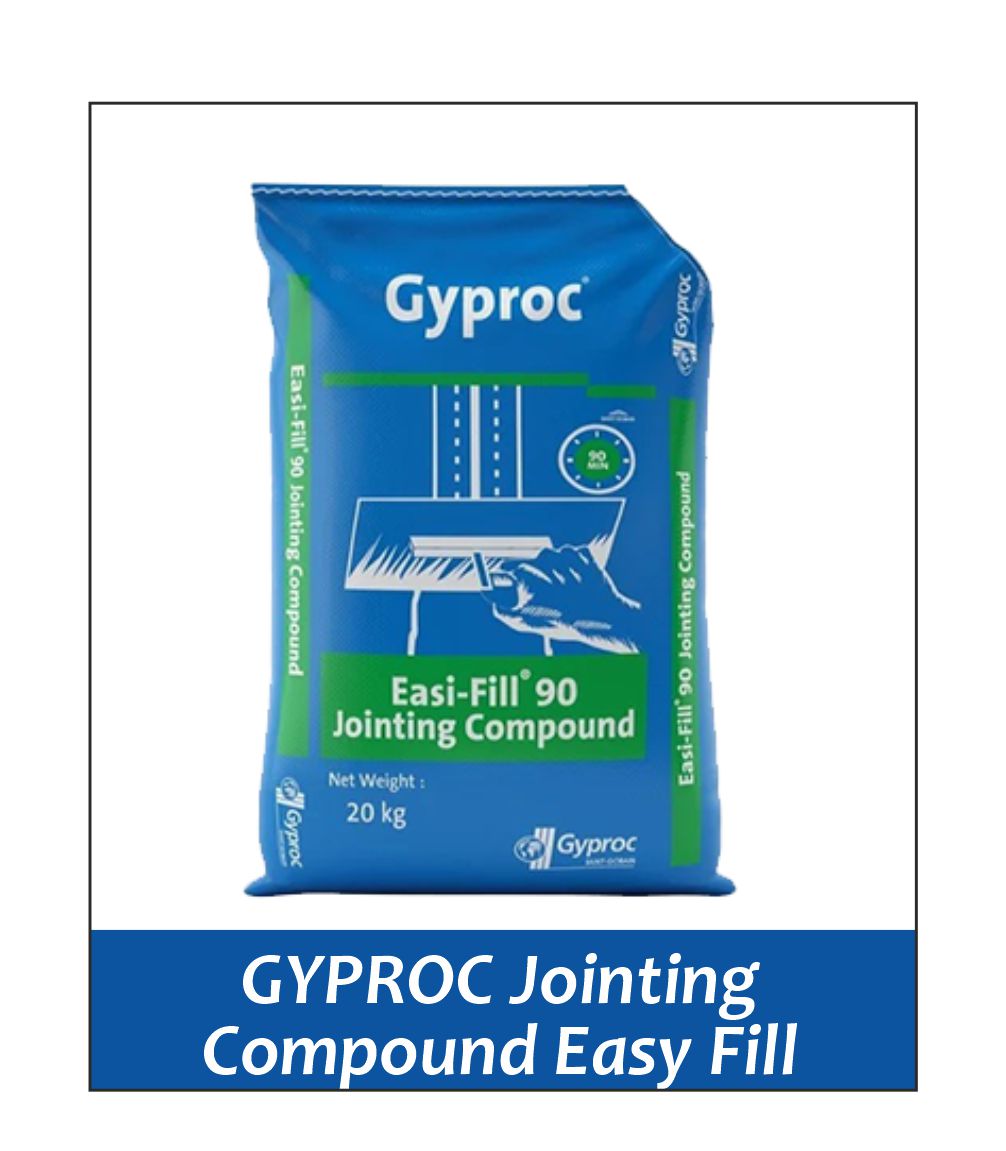 Gyproc®
Gyproc
90
MIN
Easi-Fill® 90 Jointing Compound
Easi-Fill® 90 Jointing Compound
Easi-Fill® 90
Jointing Compound
Net Weight :
20 kg
Gyproc
Gyproc
SAINT-GOBAIN
GYPROC Jointing
Compound Easy Fill